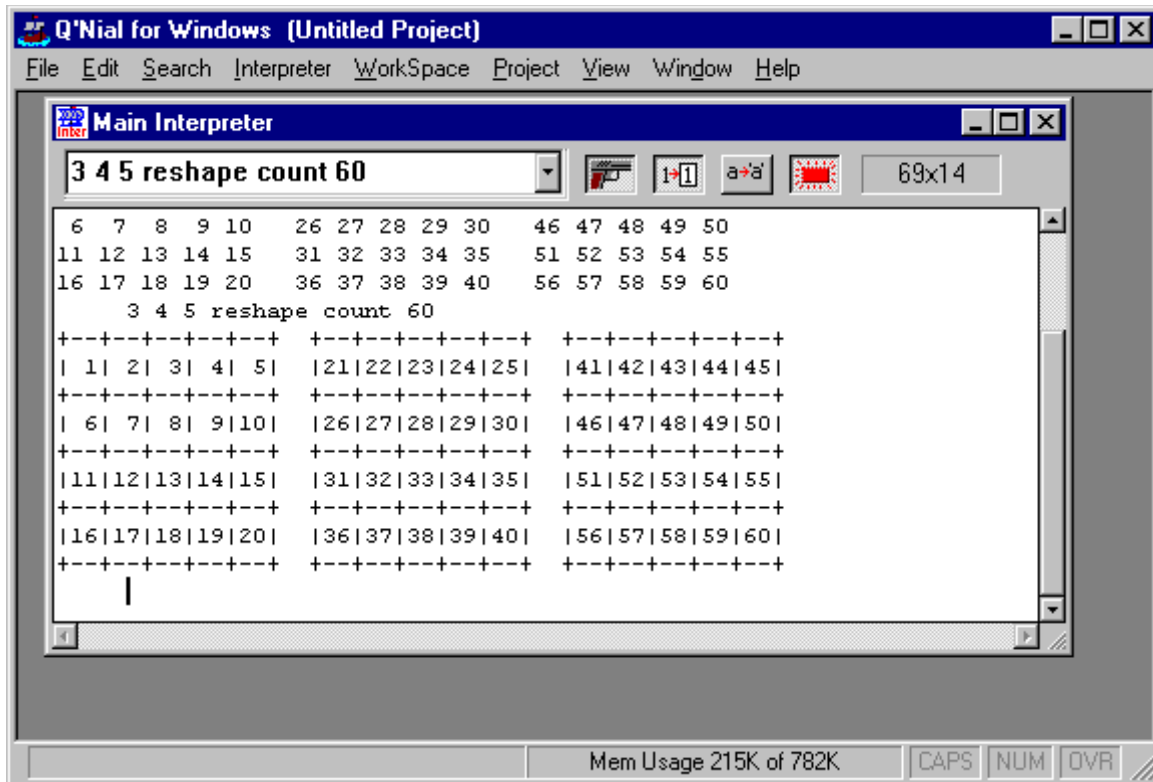 Q'Nial for Windows (Untitled Project)
File Edit Search Interpreter WorkSpace Project View Window Help
Main Interpreter
3 4 5 reshape count 60 1 1 a 'a' 69x14
 6  7  8  9 10   26 27 28 29 30   46 47 48 49 50
11 12 13 14 15   31 32 33 34 35   51 52 53 54 55
16 17 18 19 20   36 37 38 39 40   56 57 58 59 60
     3 4 5 reshape count 60
+--+--+--+--+--+  +--+--+--+--+--+  +--+--+--+--+--+
| 1| 2| 3| 4| 5|  |21|22|23|24|25|  |41|42|43|44|45|
+--+--+--+--+--+  +--+--+--+--+--+  +--+--+--+--+--+
| 6| 7| 8| 9|10|  |26|27|28|29|30|  |46|47|48|49|50|
+--+--+--+--+--+  +--+--+--+--+--+  +--+--+--+--+--+
|11|12|13|14|15|  |31|32|33|34|35|  |51|52|53|54|55|
+--+--+--+--+--+  +--+--+--+--+--+  +--+--+--+--+--+
|16|17|18|19|20|  |36|37|38|39|40|  |56|57|58|59|60|
+--+--+--+--+--+  +--+--+--+--+--+  +--+--+--+--+--+
Mem Usage 215K of 782K CAPS NUM OVR